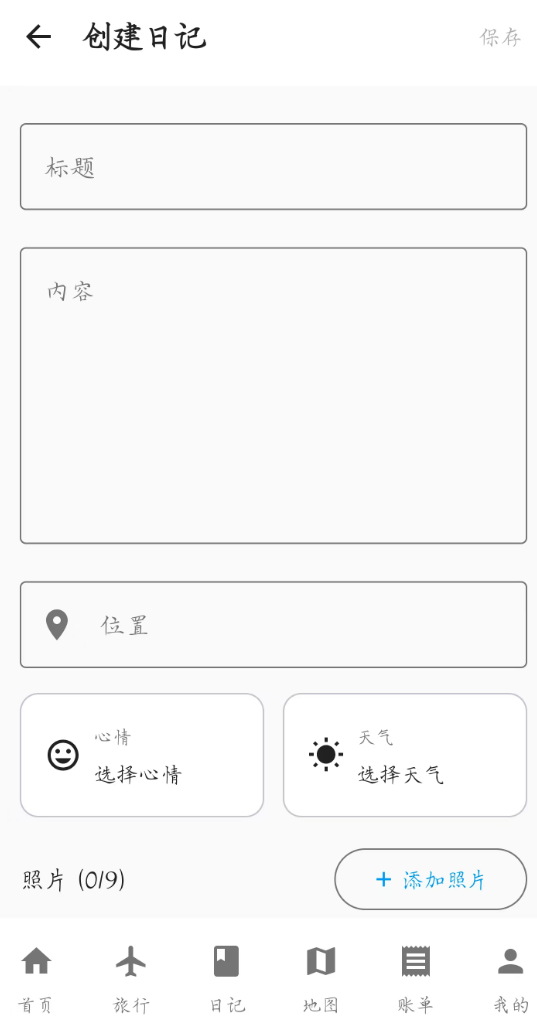 创建日记 保存
标题
内容
位置
心情
选择心情
天气
选择天气
照片 (0/9) + 添加照片
首页 旅行 日记 地图 账单 我的